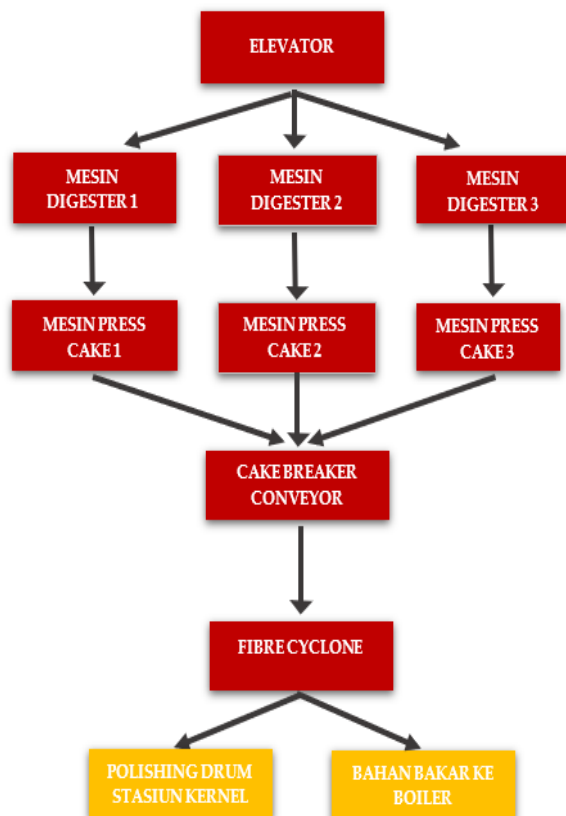 ELEVATOR
MESIN
DIGESTER 1
MESIN
DIGESTER 2
MESIN
DIGESTER 3
MESIN PRESS
CAKE 1
MESIN PRESS
CAKE 2
MESIN PRESS
CAKE 3
CAKE BREAKER
CONVEYOR
FIBRE CYCLONE
POLISHING DRUM
STASIUN KERNEL
BAHAN BAKAR KE
BOILER